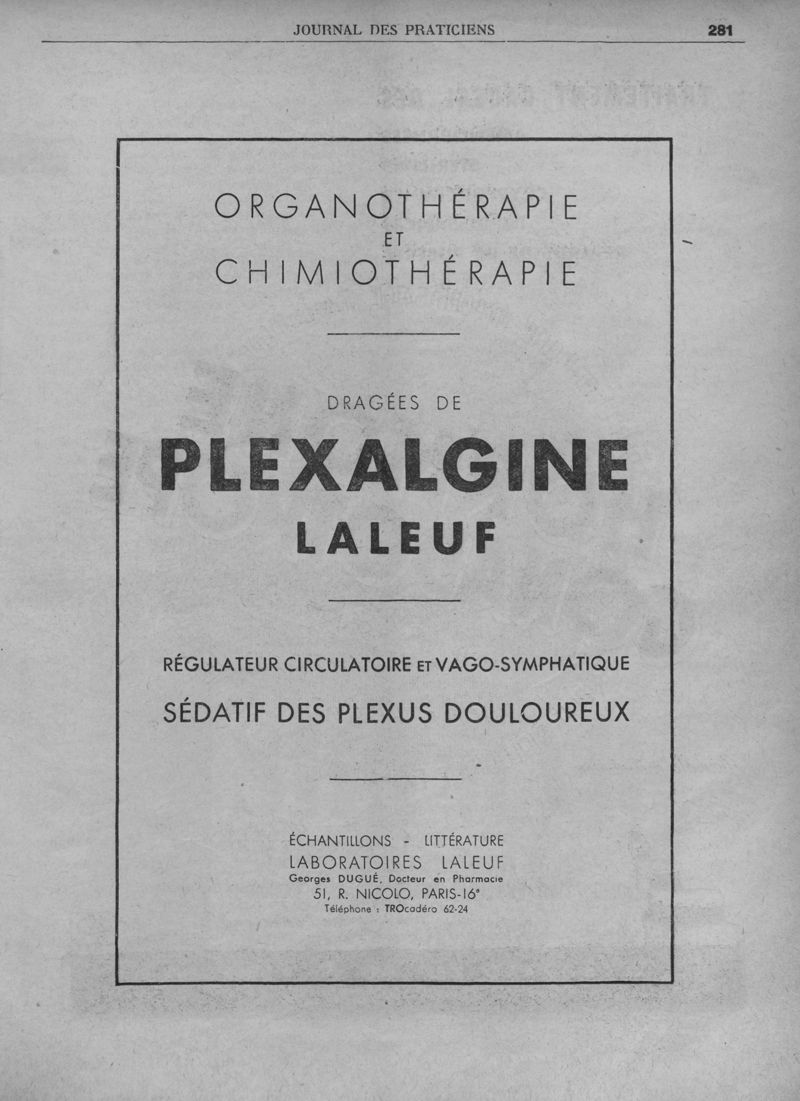 JOURNAL DES PRATICIENS 281
ORGANOTHÉRAPIE
ET
CHIMIOTHÉRAPIE
DRAGÉES DE
PLEXALGINE
LALEUF
RÉGULATEUR CIRCULATOIRE ET VAGO-SYMPHATIQUE
SÉDATIF DES PLEXUS DOULOUREUX
ÉCHANTILLONS - LITTÉRATURE
LABORATOIRES LALEUF
Georges DUGUÉ, Docteur en Pharmacie
51, R. NICOLO, PARIS-16e
Téléphone : TROcadéro 62-24